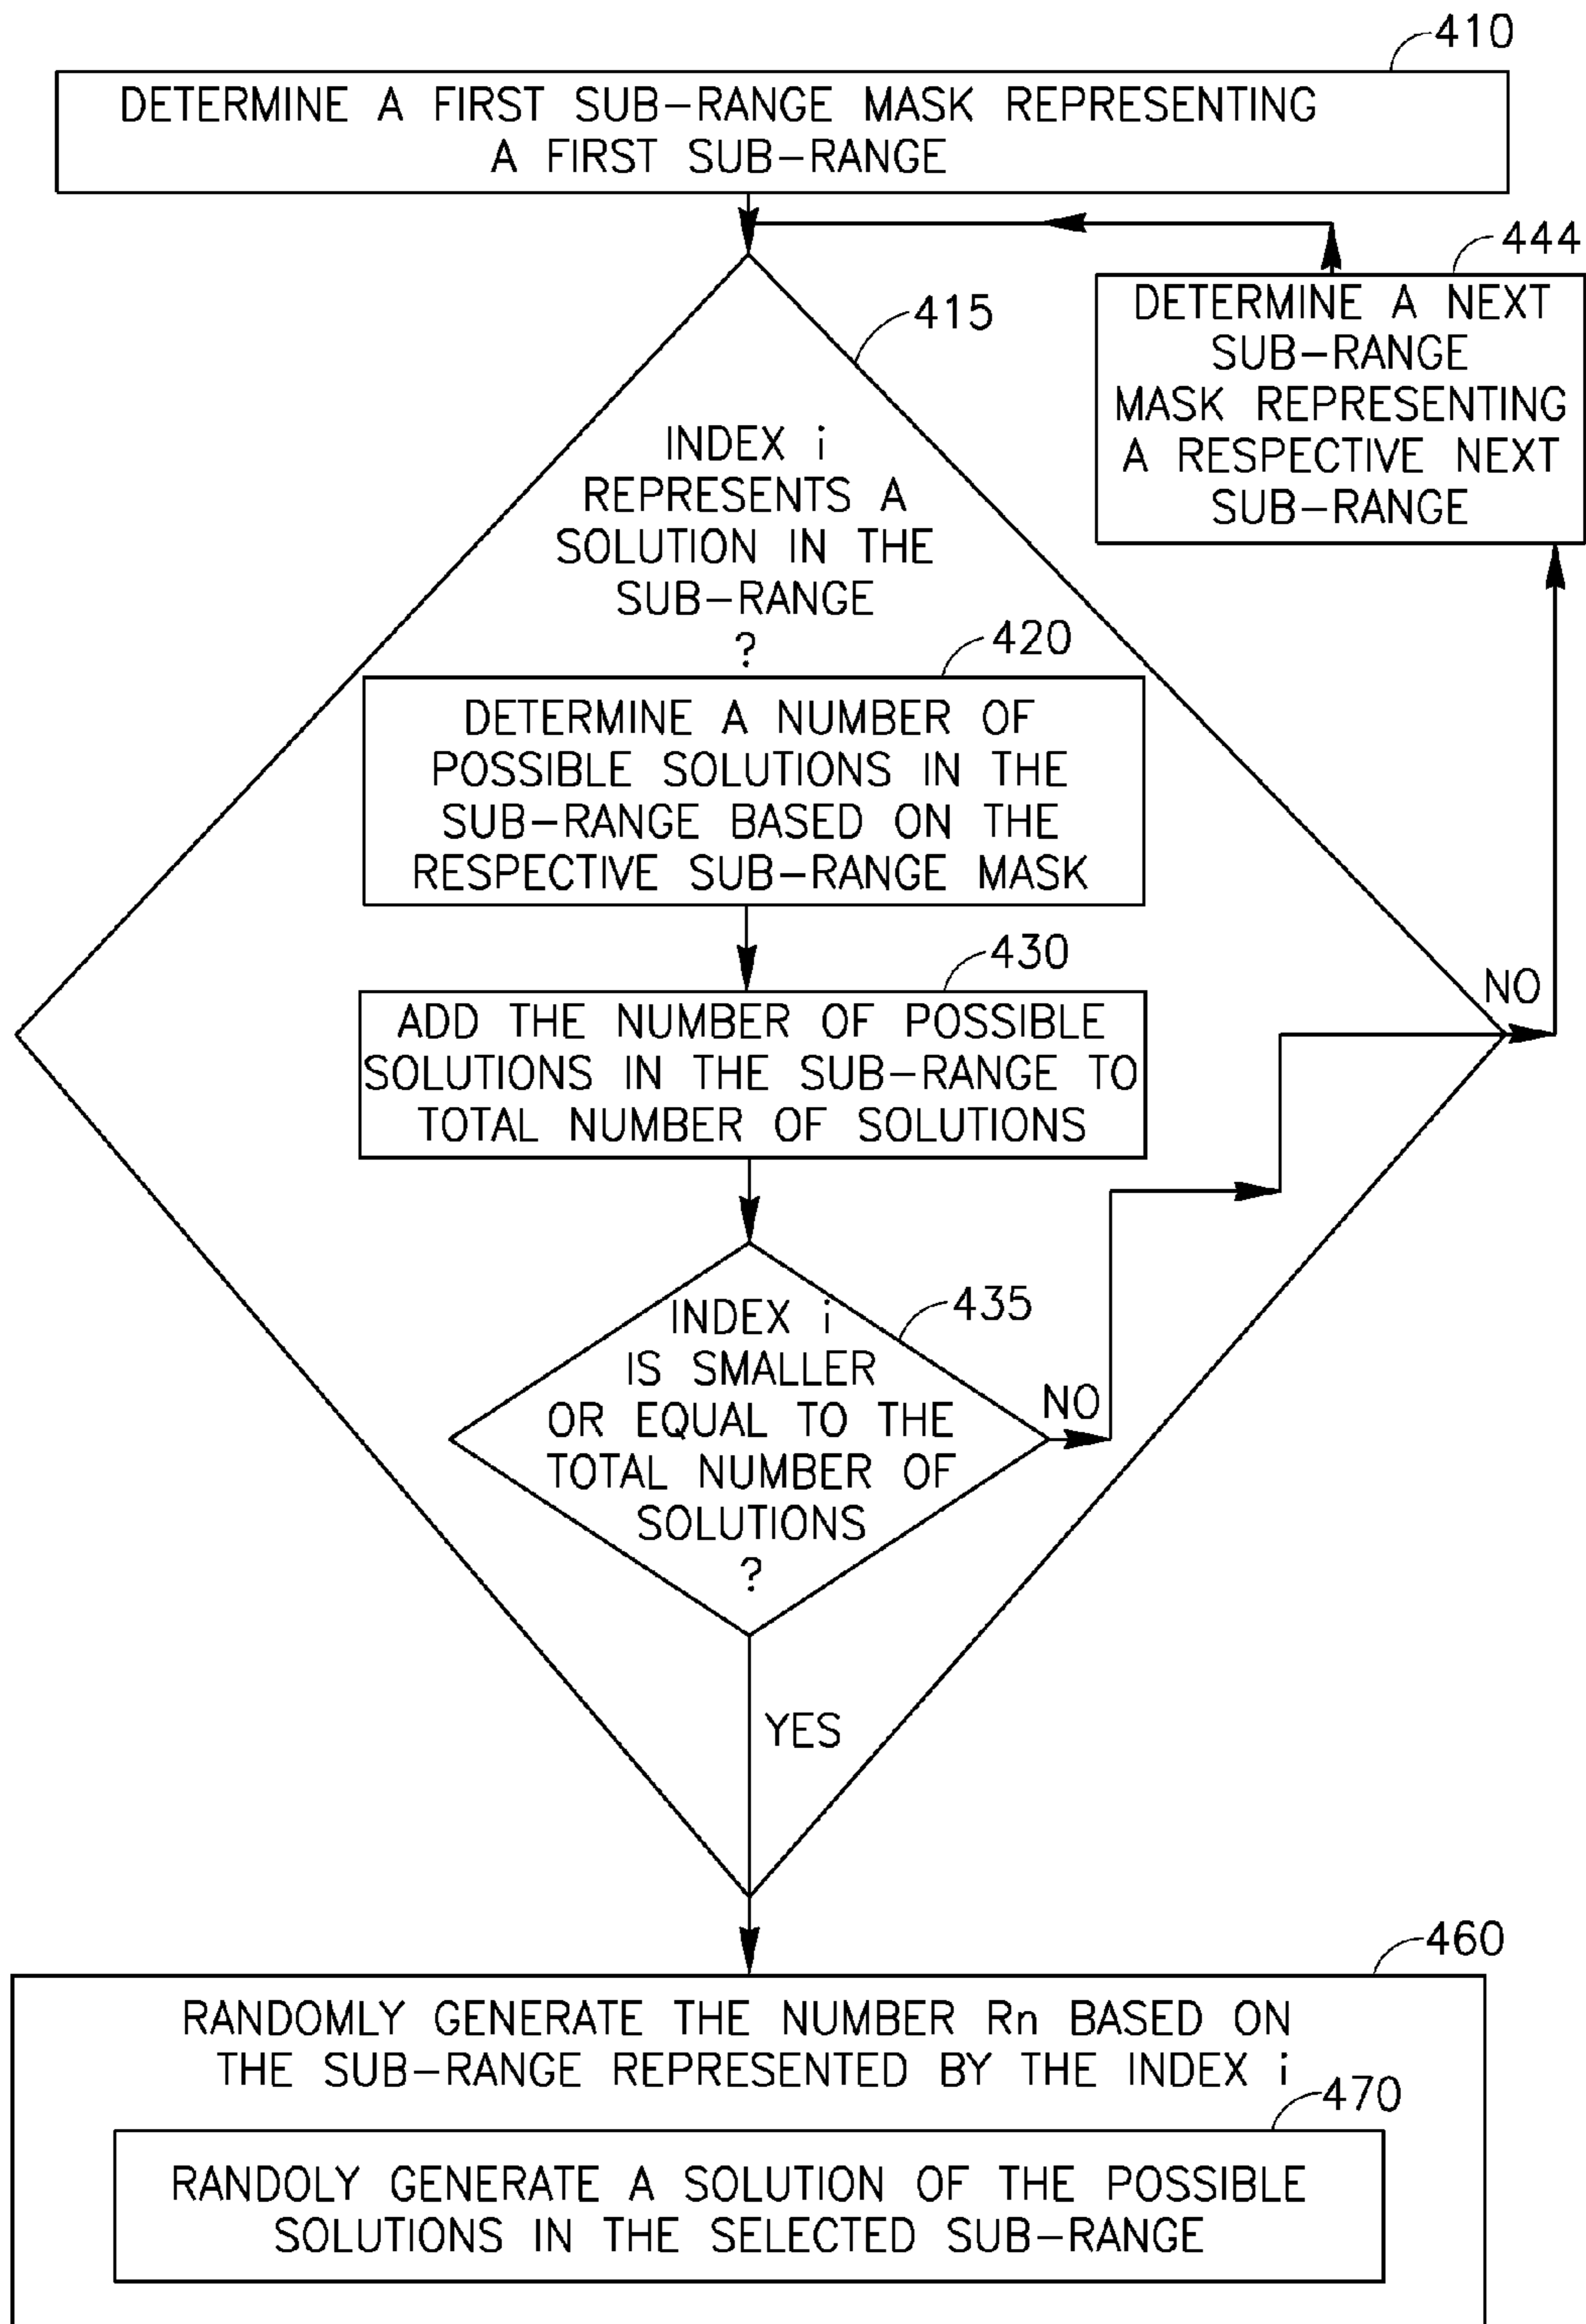 410
DETERMINE A FIRST SUB-RANGE MASK REPRESENTING
A FIRST SUB-RANGE
444
DETERMINE A NEXT
SUB-RANGE
MASK REPRESENTING
A RESPECTIVE NEXT
SUB-RANGE
415
INDEX i
REPRESENTS A
SOLUTION IN THE
SUB-RANGE
?
420
DETERMINE A NUMBER OF
POSSIBLE SOLUTIONS IN THE
SUB-RANGE BASED ON THE
RESPECTIVE SUB-RANGE MASK
430
NO
ADD THE NUMBER OF POSSIBLE
SOLUTIONS IN THE SUB-RANGE TO
TOTAL NUMBER OF SOLUTIONS
435
INDEX i
IS SMALLER
OR EQUAL TO THE
TOTAL NUMBER OF
SOLUTIONS
?
NO
YES
460
RANDOMLY GENERATE THE NUMBER Rn BASED ON
THE SUB-RANGE REPRESENTED BY THE INDEX i
470
RANDOLY GENERATE A SOLUTION OF THE POSSIBLE
SOLUTIONS IN THE SELECTED SUB-RANGE